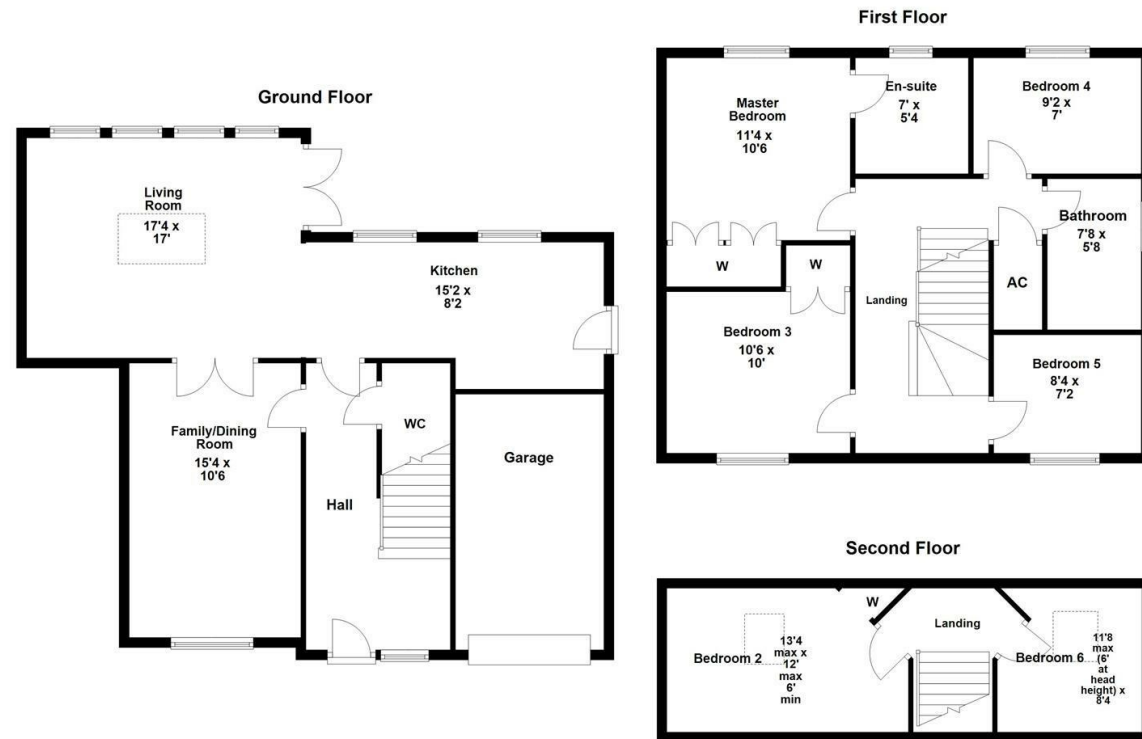 Ground Floor
Living
Room
17'4 x
17'
Kitchen
15'2 x
8'2
Family/Dining
Room
15'4 x
10'6
WC
Hall
Garage
First Floor
Master
Bedroom
11'4 x
10'6
En-suite
7' x
5'4
Bedroom 4
9'2 x
7'
Bathroom
7'8 x
5'8
W
W
AC
Landing
Bedroom 3
10'6 x
10'
Bedroom 5
8'4 x
7'2
Second Floor
W
Landing
Bedroom 2
13'4
max x
12'
max
6'
min
Bedroom 6
11'8
max
(6'
at
head
height) x
8'4